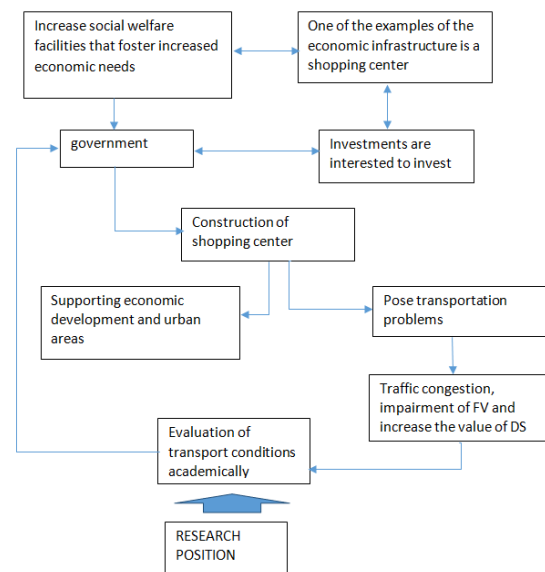 Increase social welfare
facilities that foster increased
economic needs
One of the examples of the
economic infrastructure is a
shopping center
government
Investments are
interested to invest
Construction of
shopping center
Supporting economic
development and urban
areas
Pose transportation
problems
Traffic congestion,
impairment of FV and
increase the value of DS
Evaluation of
transport conditions
academically
RESEARCH
POSITION